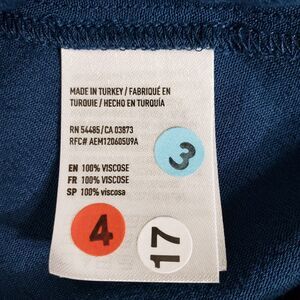 MADE IN TURKEY / FABRIQUÉ EN
TURQUIE / HECHO EN TURQUÍA
RN 54485/CA 03873
RFC# AEM120605U9A
3
EN 100% VISCOSE
FR 100% VISCOSE
SP 100% viscosa
4
17